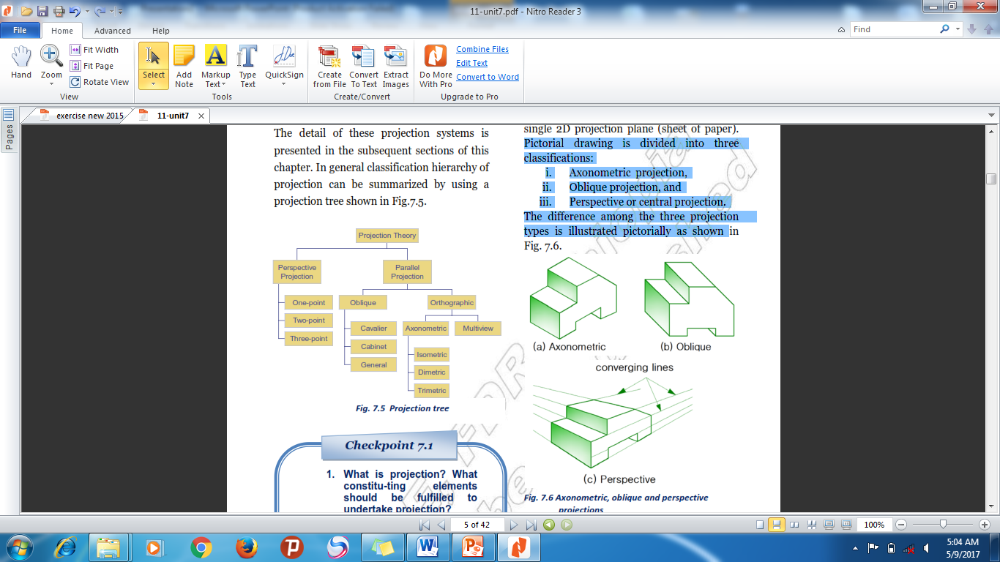 11-unit7.pdf - Nitro Reader 3
File
Home
Advanced
Help
Find
Hand
Zoom
Fit Width
Fit Page
Rotate View
View
Select
Add Note
Markup Text
Type Text
QuickSign
Tools
Create from File
Convert To Text
Extract Images
Create/Convert
Do More With Pro
Combine Files
Edit Text
Convert to Word
Upgrade to Pro
exercise new 2015
11-unit7
Pages
The detail of these projection systems is
presented in the subsequent sections of this
chapter. In general classification hierarchy of
projection can be summarized by using a
projection tree shown in Fig.7.5.
Projection Theory
Perspective
Projection
Parallel
Projection
One-point
Two-point
Three-point
Oblique
Orthographic
Cavalier
Cabinet
General
Axonometric
Multiview
Isometric
Dimetric
Trimetric
Fig. 7.5 Projection tree
Checkpoint 7.1
1. What is projection? What
constitu-ting elements
should be fulfilled to
undertake projection?
single 2D projection plane (sheet of paper).
Pictorial drawing is divided into three
classifications:
i. Axonometric projection,
ii. Oblique projection, and
iii. Perspective or central projection.
The difference among the three projection
types is illustrated pictorially as shown in
Fig. 7.6.
(a) Axonometric
(b) Oblique
converging lines
(c) Perspective
Fig. 7.6 Axonometric, oblique and perspective
projections
5 of 42
100%
5:04 AM
5/9/2017